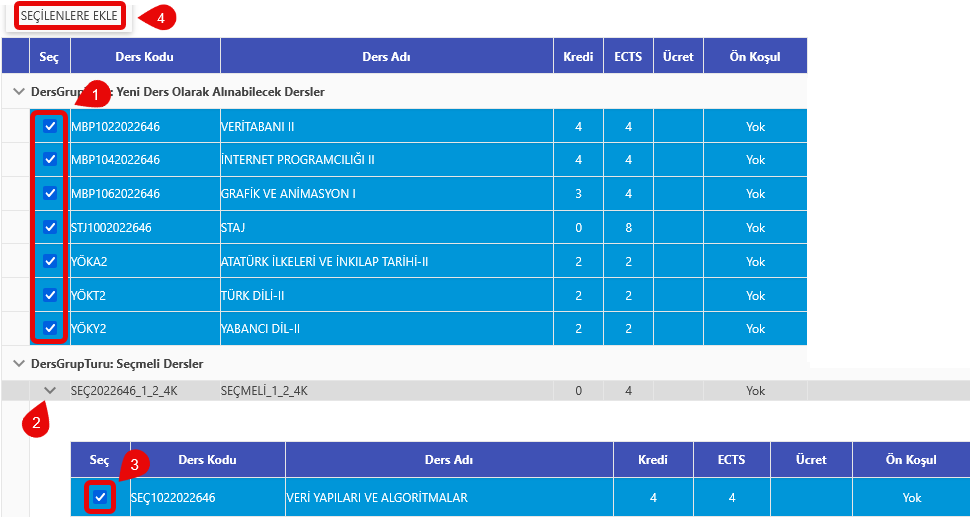 SEÇİLENLERE EKLE 4
Seç Ders Kodu Ders Adı Kredi ECTS Ücret Ön Koşul
DersGrupTuru: Yeni Ders Olarak Alınabilecek Dersler
1
MBP1022022646 VERİTABANI II 4 4 Yok
MBP1042022646 İNTERNET PROGRAMCILIĞI II 4 4 Yok
MBP1062022646 GRAFİK VE ANİMASYON I 3 4 Yok
STJ1002022646 STAJ 0 8 Yok
YÖKA2 ATATÜRK İLKELERİ VE İNKILAP TARİHİ-II 2 2 Yok
YÖKT2 TÜRK DİLİ-II 2 2 Yok
YÖKY2 YABANCI DİL-II 2 2 Yok
DersGrupTuru: Seçmeli Dersler
SEÇ2022646_1_2_4K SEÇMELİ_1_2_4K 0 4 Yok
2
Seç Ders Kodu Ders Adı Kredi ECTS Ücret Ön Koşul
3
SEÇ1022022646 VERİ YAPILARI VE ALGORİTMALAR 4 4 Yok